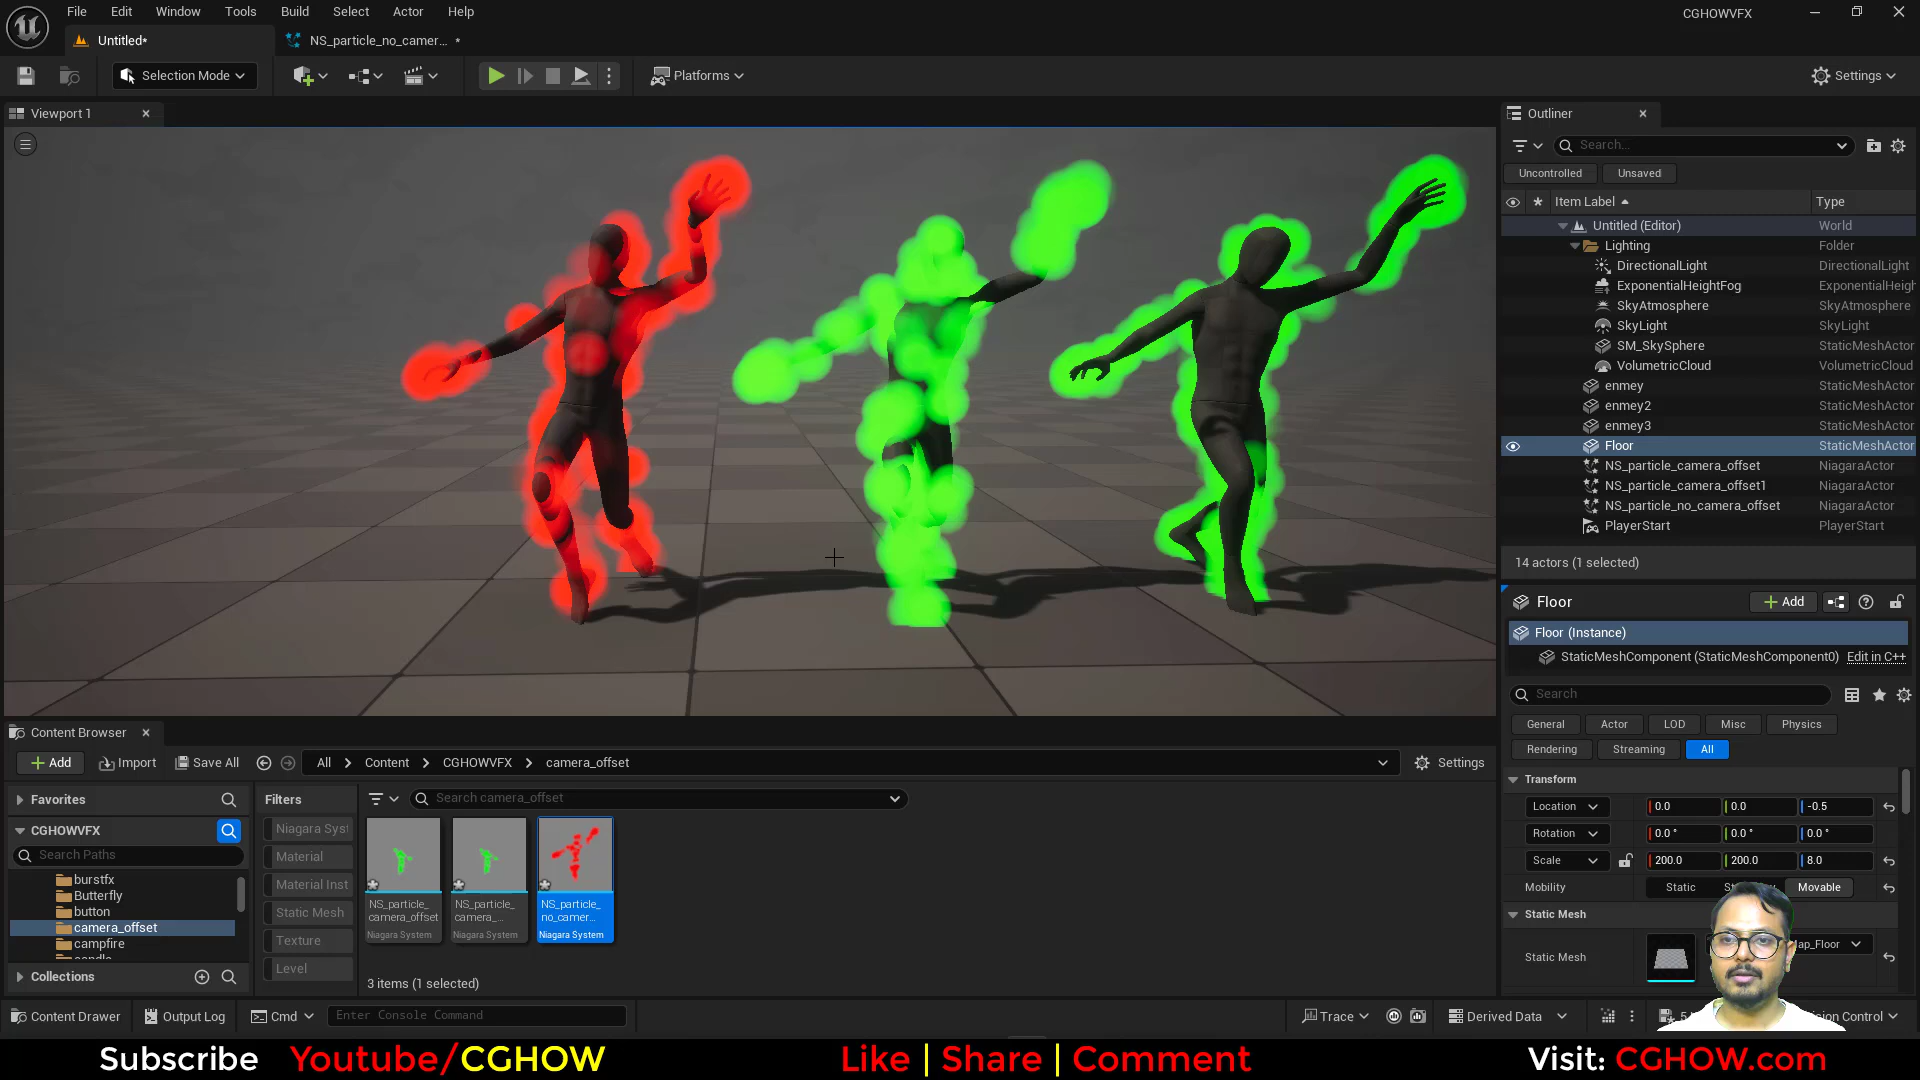 File Edit Window Tools Build Select Actor Help
CGHOWVFX
Untitled*
NS_particle_no_camer... *
Selection Mode
Platforms
Settings
Viewport 1
Outliner
Search...
Uncontrolled Unsaved
Item Label Type
Untitled (Editor) World
Lighting Folder
DirectionalLight DirectionalLight
ExponentialHeightFog ExponentialHeigh
SkyAtmosphere SkyAtmosphere
SkyLight SkyLight
SM_SkySphere StaticMeshActor
VolumetricCloud VolumetricCloud
enmey StaticMeshActor
enmey2 StaticMeshActor
enmey3 StaticMeshActor
Floor StaticMeshActor
NS_particle_camera_offset NiagaraActor
NS_particle_camera_offset1 NiagaraActor
NS_particle_no_camera_offset NiagaraActor
PlayerStart PlayerStart
14 actors (1 selected)
Floor
Add
Floor (Instance)
StaticMeshComponent (StaticMeshComponent0) Edit in C++
Search
General Actor LOD Misc Physics
Rendering Streaming All
Transform
Location 0.0 0.0 -0.5
Rotation 0.0 ° 0.0 ° 0.0 °
Scale 200.0 200.0 8.0
Mobility Static Movable
Static Mesh
Static Mesh
Map_Floor
Content Browser
Add Import Save All All Content CGHOWVFX camera_offset Settings
Favorites
CGHOWVFX
Search Paths
burstfx
Butterfly
button
camera_offset
campfire
candle
Collections
Filters
Niagara Syst
Material
Material Inst
Static Mesh
Texture
Level
Search camera_offset
NS_particle_
camera_offset
Niagara System
NS_particle_
camera_...
Niagara System
NS_particle_
no_camer...
Niagara System
3 items (1 selected)
Content Drawer Output Log Cmd Enter Console Command Trace Derived Data
Subscribe Youtube/CGHOW Like | Share | Comment Visit: CGHOW.com